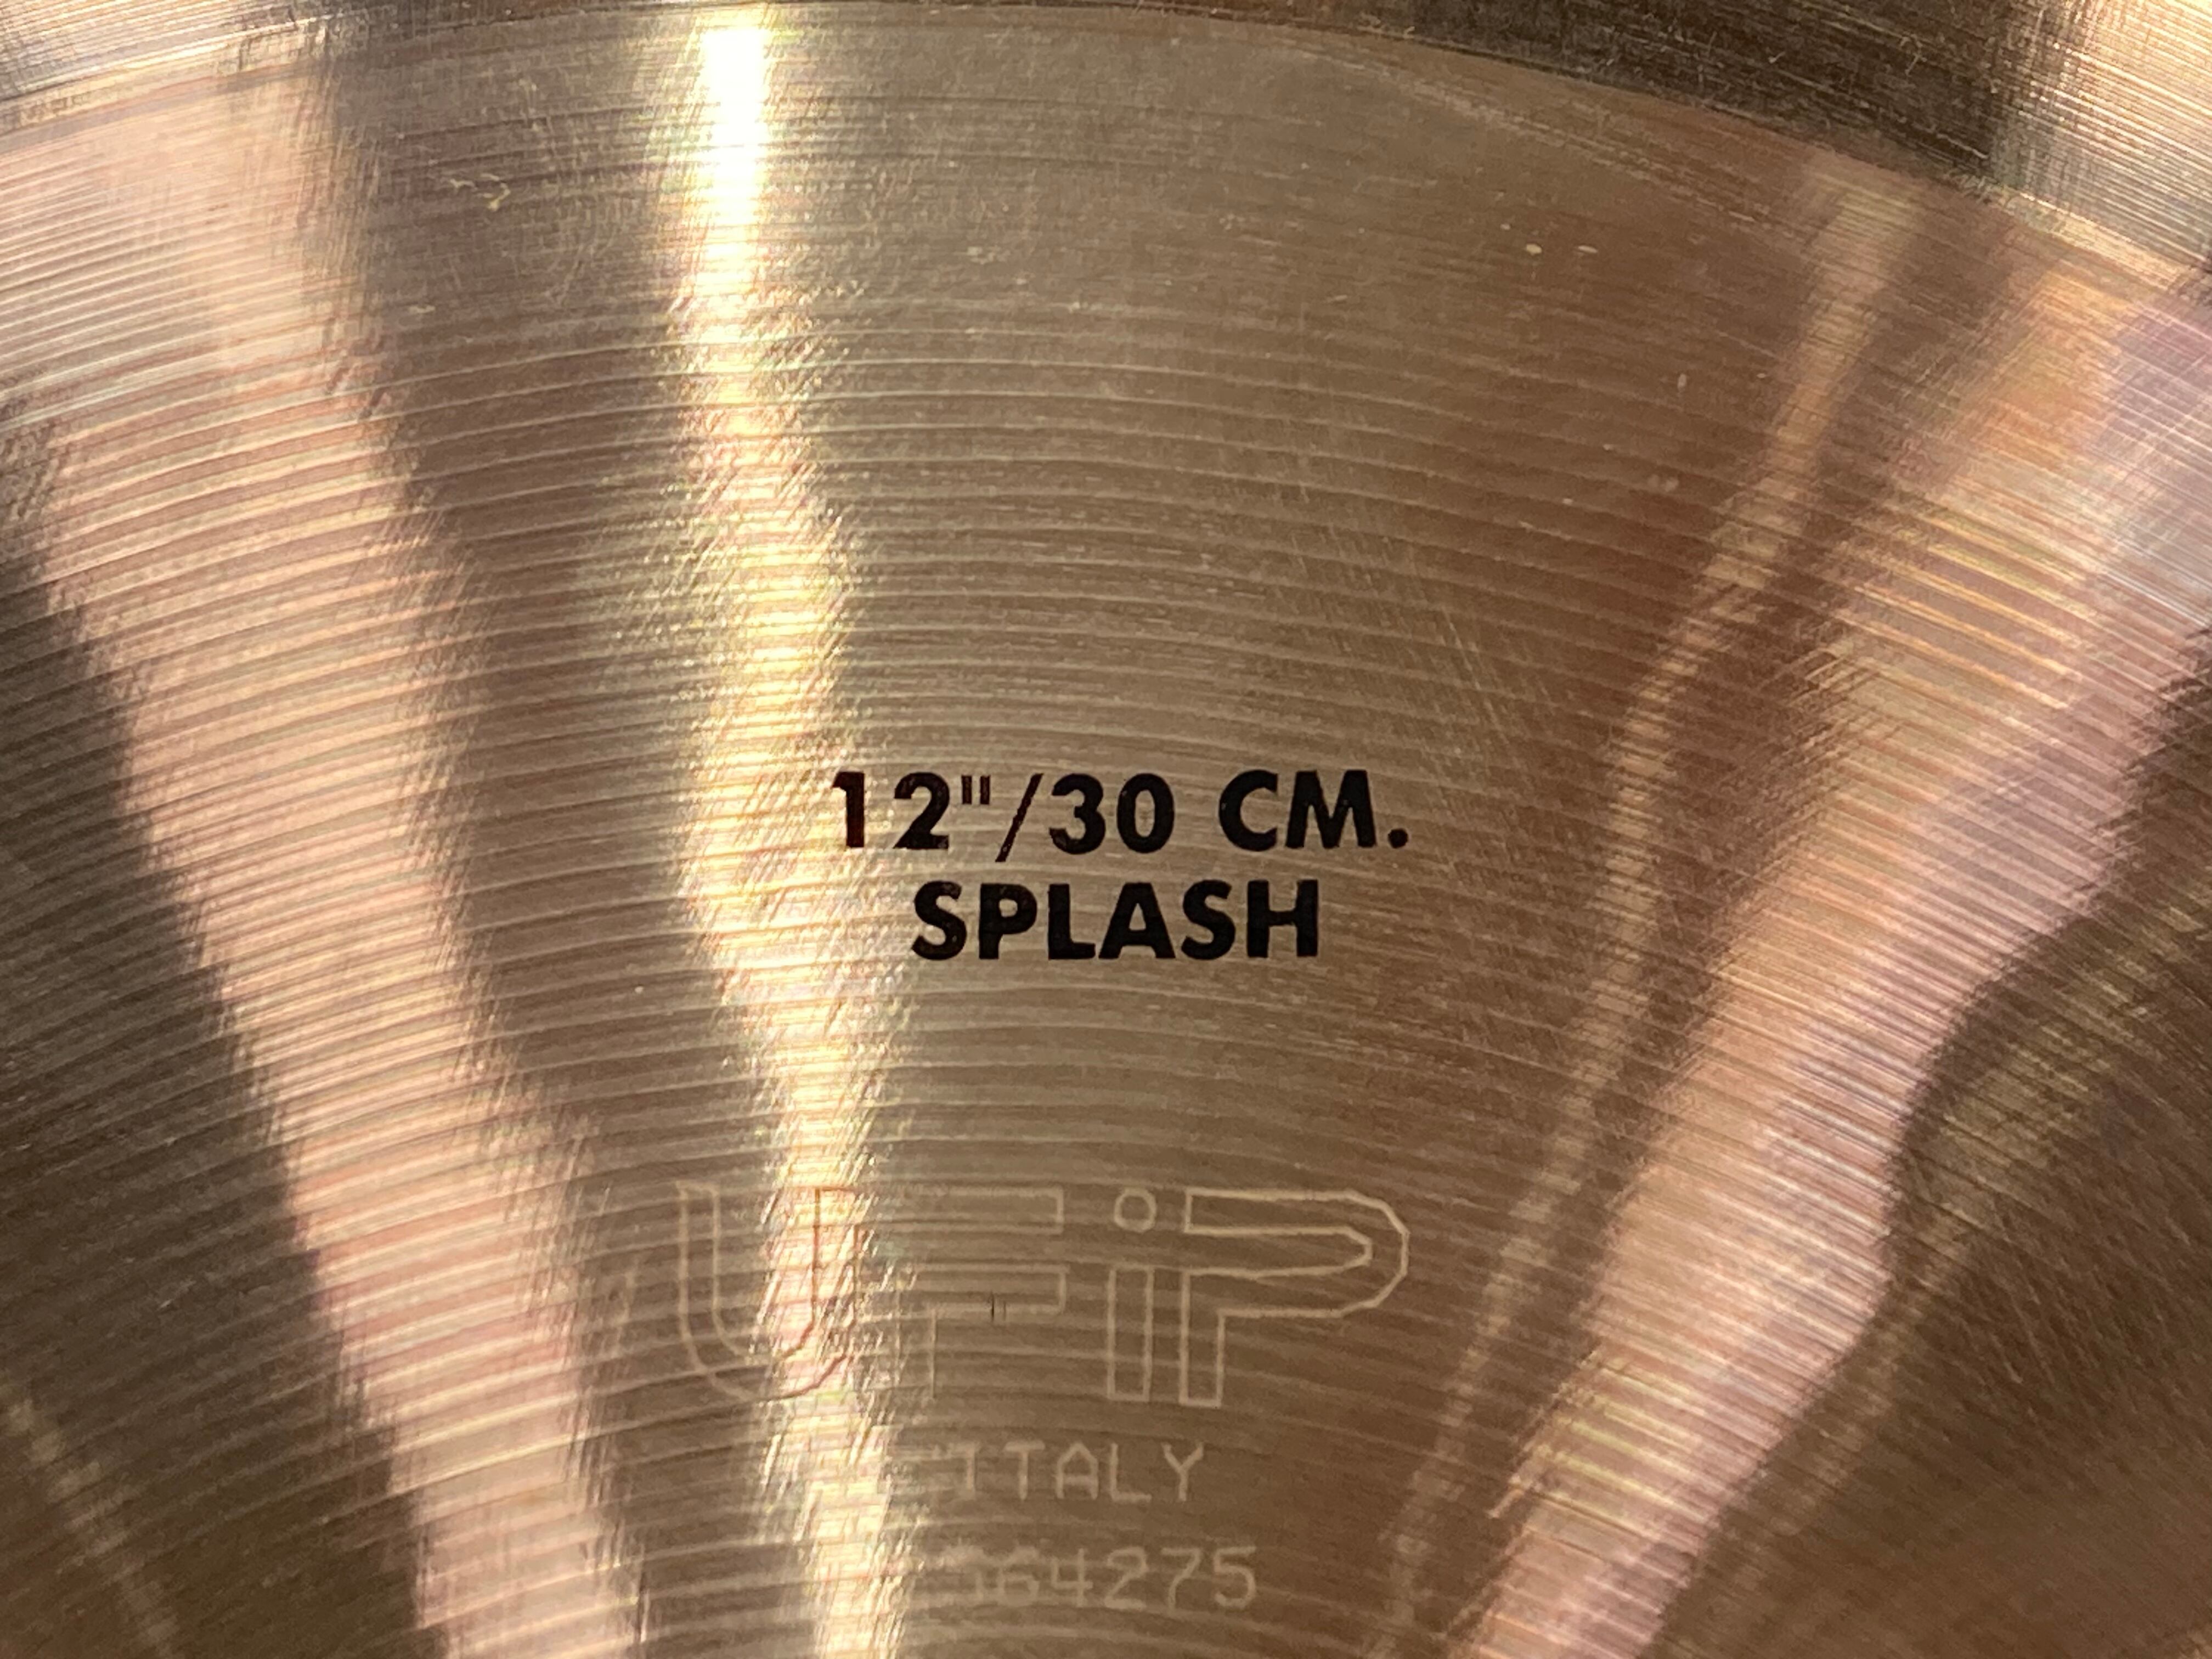 12"/30 CM.
SPLASH
UFiP
ITALY